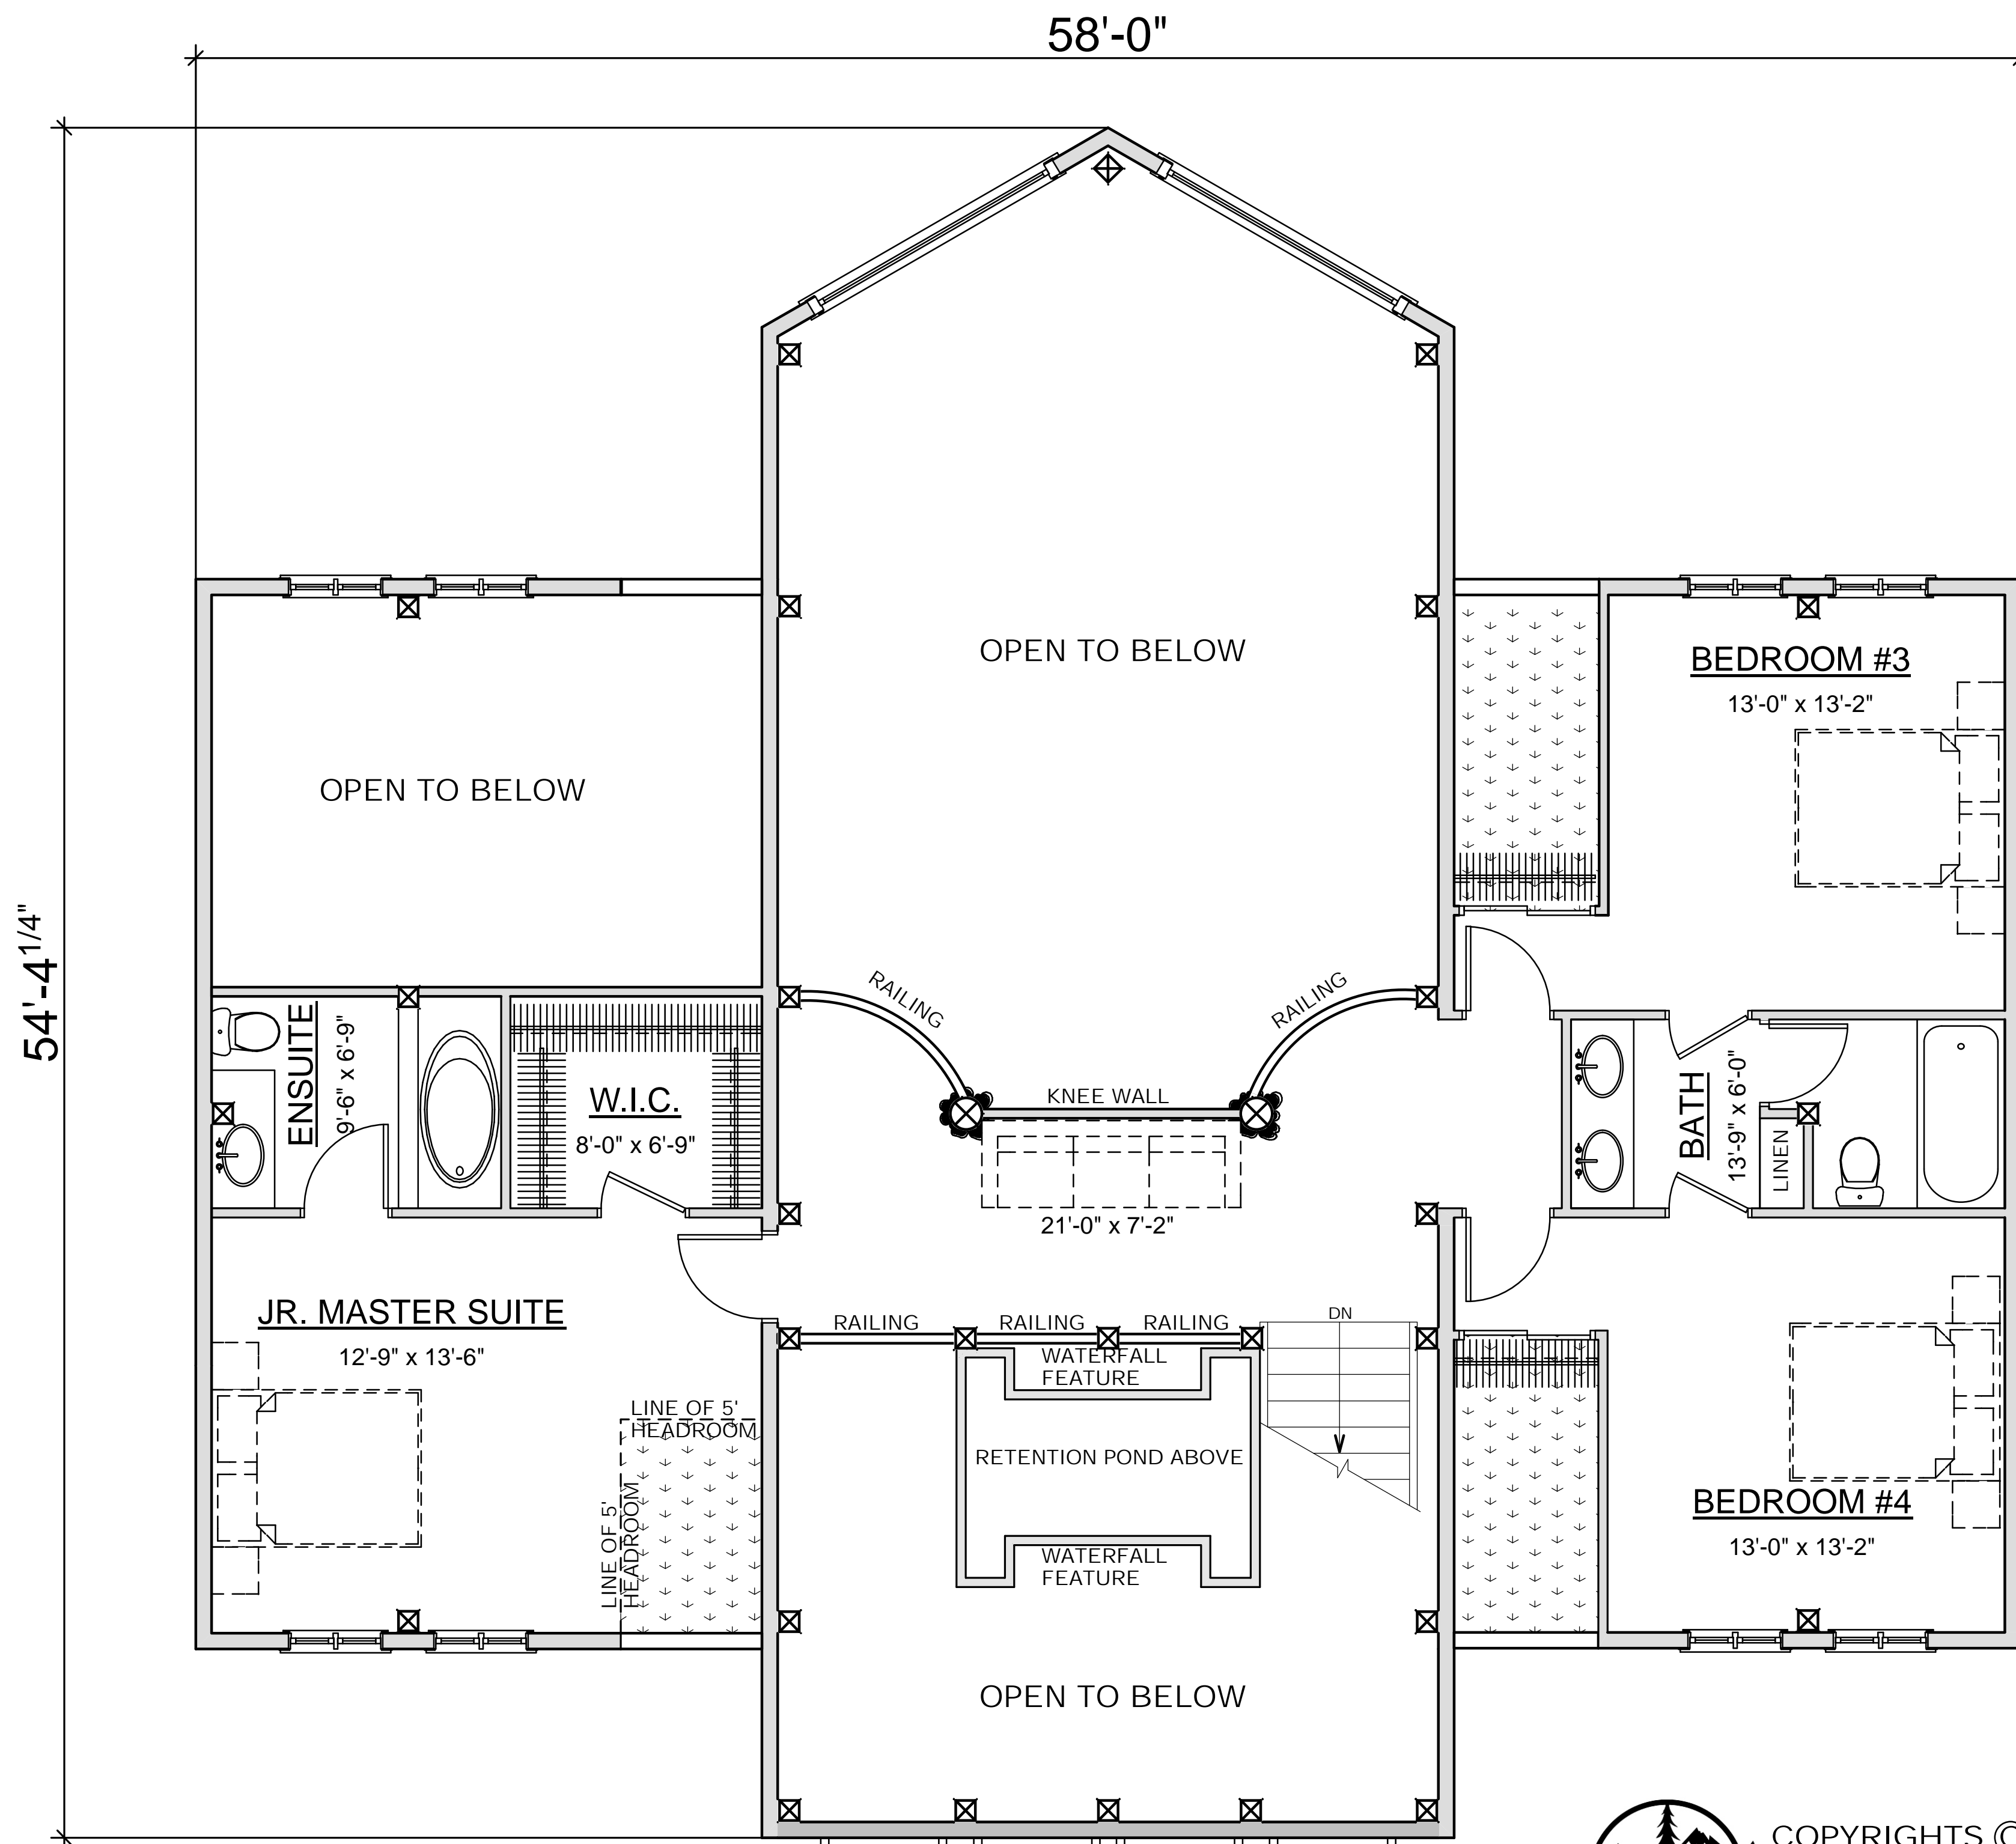 58'-0"
54'-4 1/4"
OPEN TO BELOW
BEDROOM #3
13'-0" x 13'-2"
OPEN TO BELOW
RAILING
RAILING
ENSUITE
9'-6" x 6'-9"
W.I.C.
8'-0" x 6'-9"
KNEE WALL
21'-0" x 7'-2"
BATH
13'-9" x 6'-0"
LINEN
JR. MASTER SUITE
12'-9" x 13'-6"
RAILING
RAILING
RAILING
DN
WATERFALL
FEATURE
LINE OF 5'
HEADROOM
LINE OF 5'
HEADROOM
RETENTION POND ABOVE
WATERFALL
FEATURE
BEDROOM #4
13'-0" x 13'-2"
OPEN TO BELOW
COPYRIGHTS ©